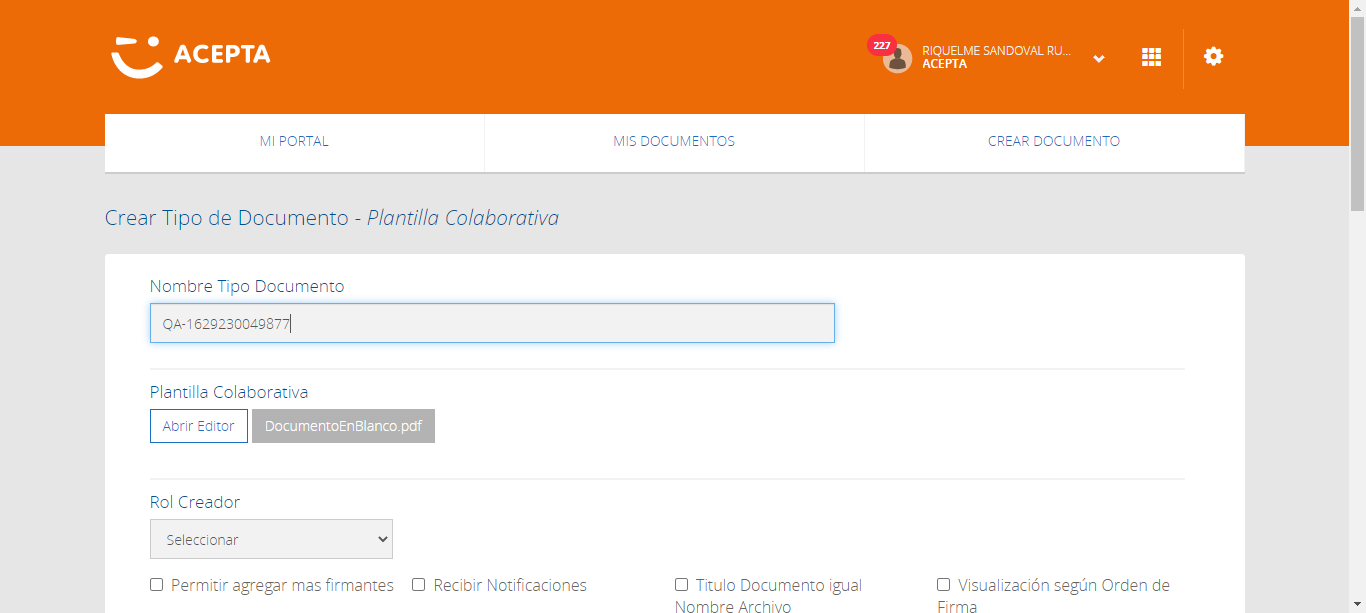 ACEPTA
227
RIQUELME SANDOVAL RU...
ACEPTA
MI PORTAL
MIS DOCUMENTOS
CREAR DOCUMENTO
Crear Tipo de Documento - Plantilla Colaborativa
Nombre Tipo Documento
QA-1629230049877
Plantilla Colaborativa
Abrir Editor
DocumentoEnBlanco.pdf
Rol Creador
Seleccionar
Permitir agregar mas firmantes
Recibir Notificaciones
Titulo Documento igual
Nombre Archivo
Visualización según Orden de
Firma